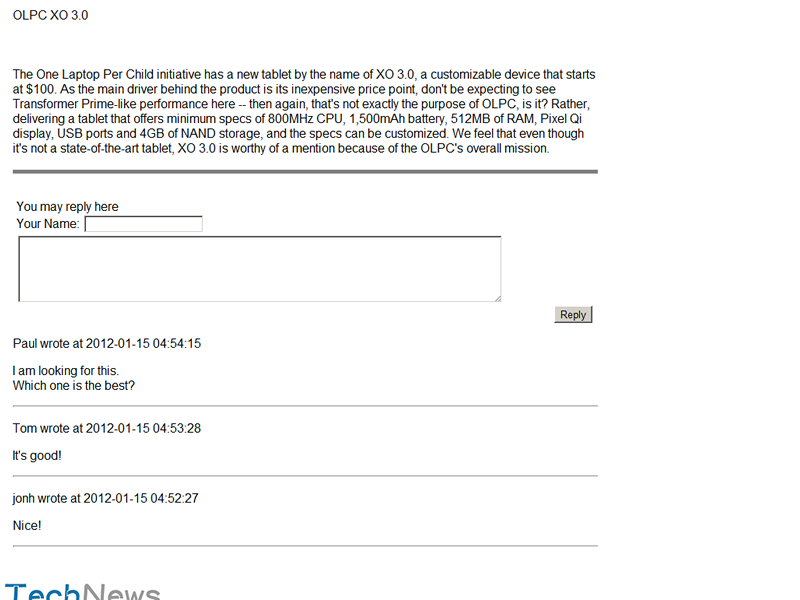 OLPC XO 3.0
The One Laptop Per Child initiative has a new tablet by the name of XO 3.0, a customizable device that starts
at $100. As the main driver behind the product is its inexpensive price point, don't be expecting to see
Transformer Prime-like performance here -- then again, that's not exactly the purpose of OLPC, is it? Rather,
delivering a tablet that offers minimum specs of 800MHz CPU, 1,500mAh battery, 512MB of RAM, Pixel Qi
display, USB ports and 4GB of NAND storage, and the specs can be customized. We feel that even though
it's not a state-of-the-art tablet, XO 3.0 is worthy of a mention because of the OLPC's overall mission.
You may reply here
Your Name:
Reply
Paul wrote at 2012-01-15 04:54:15
I am looking for this.
Which one is the best?
Tom wrote at 2012-01-15 04:53:28
It's good!
jonh wrote at 2012-01-15 04:52:27
Nice!
TechNews